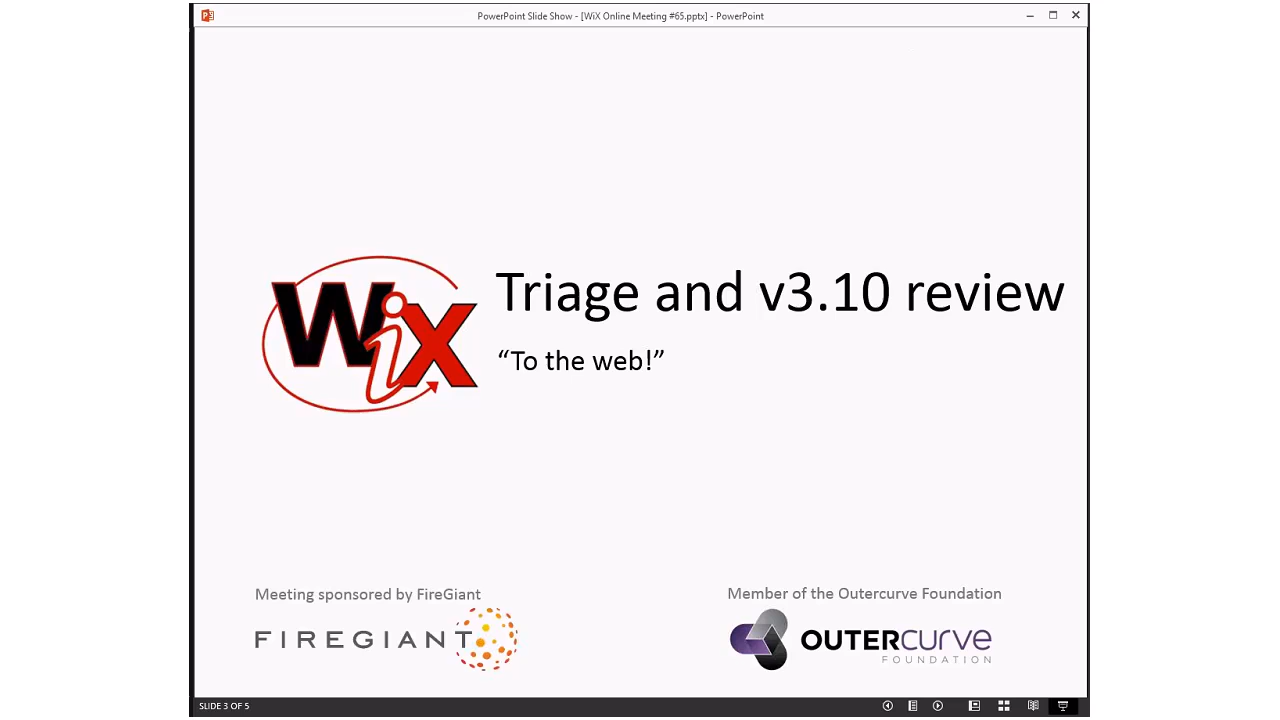 PowerPoint Slide Show - [WiX Online Meeting #65.pptx] - PowerPoint
WiX
Triage and v3.10 review
“To the web!”
Meeting sponsored by FireGiant
FIREGIANT
Member of the Outercurve Foundation
OUTERCURVE
FOUNDATION
SLIDE 3 OF 5